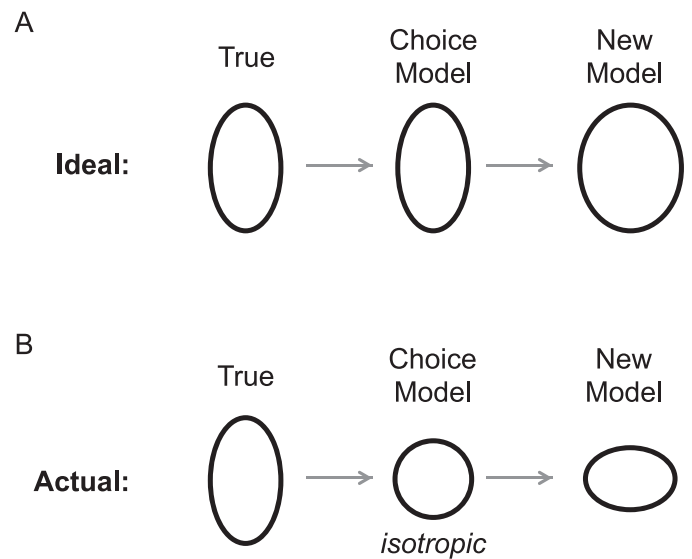 A
True
Choice
Model
New
Model
Ideal:
B
True
Choice
Model
New
Model
Actual:
isotropic